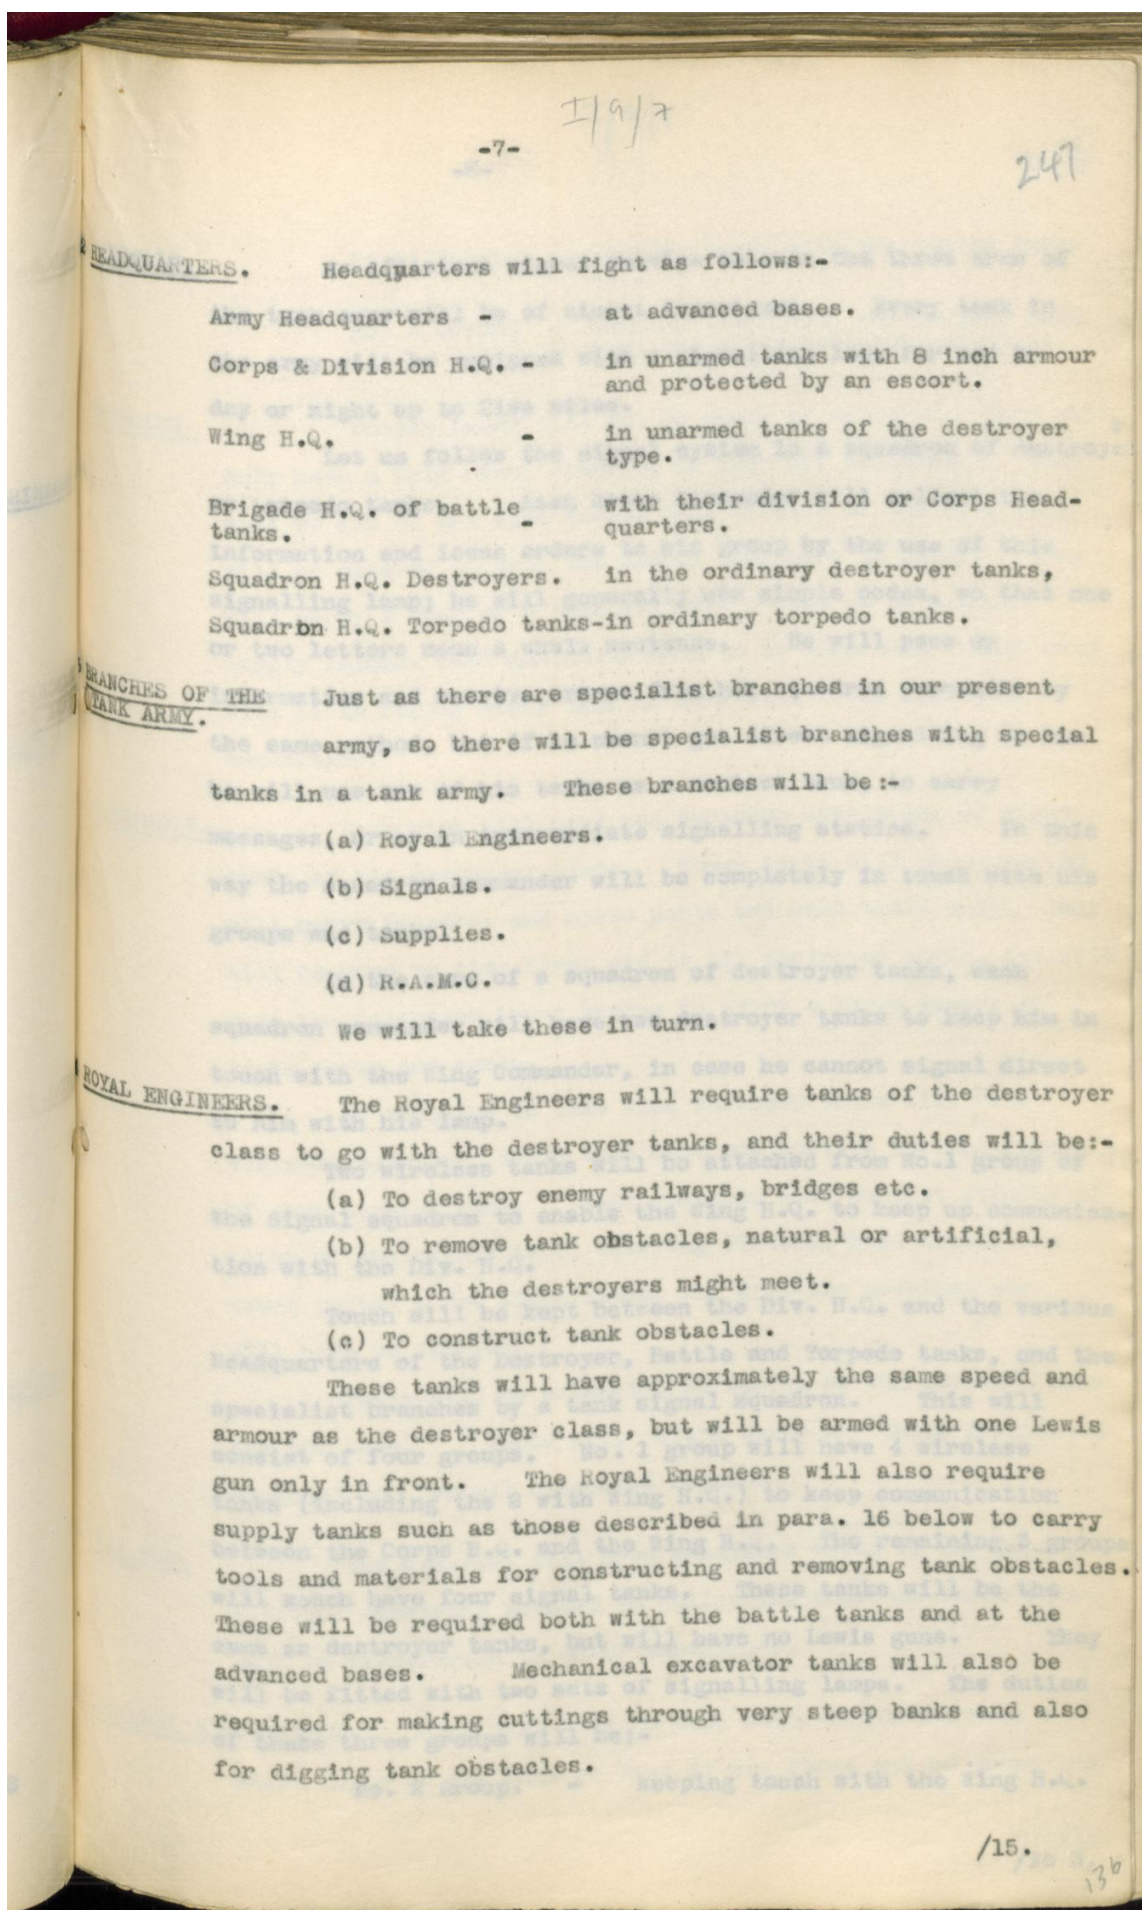 I/9/7
-7-
247
HEADQUARTERS. Headquarters will fight as follows:-
Army Headquarters - at advanced bases.
Corps & Division H.Q. - in unarmed tanks with 8 inch armour
and protected by an escort.
Wing H.Q. - in unarmed tanks of the destroyer
type.
Brigade H.Q. of battle with their division or Corps Head-
tanks. - quarters.
Squadron H.Q. Destroyers. in the ordinary destroyer tanks,
Squadron H.Q. Torpedo tanks-in ordinary torpedo tanks.
BRANCHES OF THE
TANK ARMY. Just as there are specialist branches in our present
army, so there will be specialist branches with special
tanks in a tank army. These branches will be:-
(a) Royal Engineers.
(b) Signals.
(c) Supplies.
(d) R.A.M.C.
We will take these in turn.
ROYAL ENGINEERS. The Royal Engineers will require tanks of the destroyer
class to go with the destroyer tanks, and their duties will be:-
(a) To destroy enemy railways, bridges etc.
(b) To remove tank obstacles, natural or artificial,
which the destroyers might meet.
(c) To construct tank obstacles.
These tanks will have approximately the same speed and
armour as the destroyer class, but will be armed with one Lewis
gun only in front. The Royal Engineers will also require
supply tanks such as those described in para. 16 below to carry
tools and materials for constructing and removing tank obstacles.
These will be required both with the battle tanks and at the
advanced bases. Mechanical excavator tanks will also be
required for making cuttings through very steep banks and also
for digging tank obstacles.
/15.
136